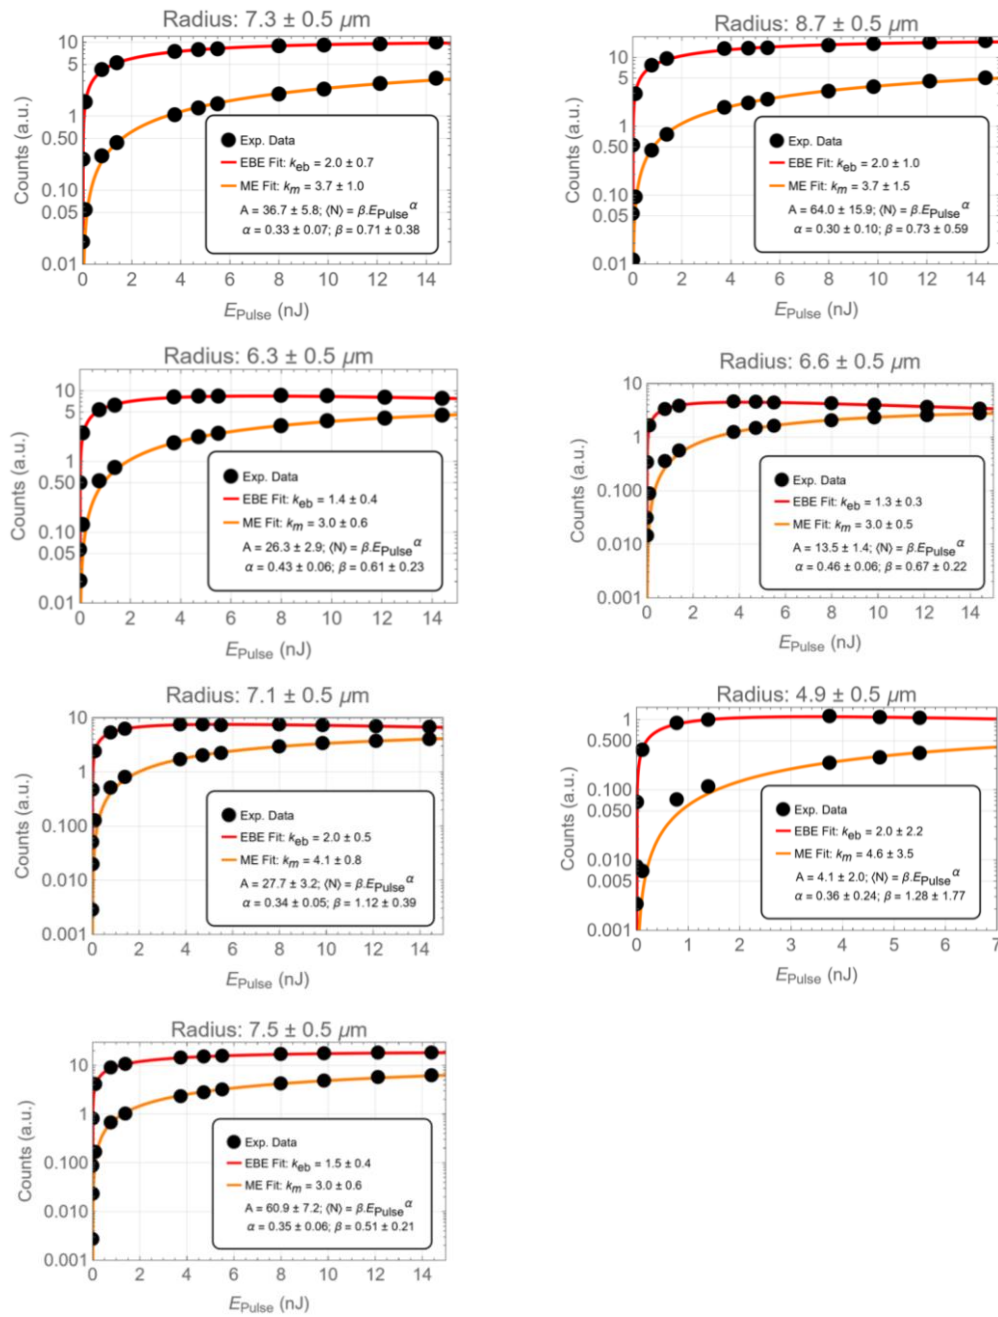 Radius: 7.3 ± 0.5 μm
Counts (a.u.)
10
5
1
0.50
0.10
0.05
0.01
Exp. Data
EBE Fit: keb = 2.0 ± 0.7
ME Fit: km = 3.7 ± 1.0
A = 36.7 ± 5.8; ⟨N⟩ = β.EPulse^α
α = 0.33 ± 0.07; β = 0.71 ± 0.38
0 2 4 6 8 10 12 14
EPulse (nJ)
Radius: 8.7 ± 0.5 μm
Counts (a.u.)
10
5
1
0.50
0.10
0.05
0.01
Exp. Data
EBE Fit: keb = 2.0 ± 1.0
ME Fit: km = 3.7 ± 1.5
A = 64.0 ± 15.9; ⟨N⟩ = β.EPulse^α
α = 0.30 ± 0.10; β = 0.73 ± 0.59
0 2 4 6 8 10 12 14
EPulse (nJ)
Radius: 6.3 ± 0.5 μm
Counts (a.u.)
10
5
1
0.50
0.10
0.05
0.01
Exp. Data
EBE Fit: keb = 1.4 ± 0.4
ME Fit: km = 3.0 ± 0.6
A = 26.3 ± 2.9; ⟨N⟩ = β.EPulse^α
α = 0.43 ± 0.06; β = 0.61 ± 0.23
0 2 4 6 8 10 12 14
EPulse (nJ)
Radius: 6.6 ± 0.5 μm
Counts (a.u.)
10
1
0.100
0.010
0.001
Exp. Data
EBE Fit: keb = 1.3 ± 0.3
ME Fit: km = 3.0 ± 0.5
A = 13.5 ± 1.4; ⟨N⟩ = β.EPulse^α
α = 0.46 ± 0.06; β = 0.67 ± 0.22
0 2 4 6 8 10 12 14
EPulse (nJ)
Radius: 7.1 ± 0.5 μm
Counts (a.u.)
10
1
0.100
0.010
0.001
Exp. Data
EBE Fit: keb = 2.0 ± 0.5
ME Fit: km = 4.1 ± 0.8
A = 27.7 ± 3.2; ⟨N⟩ = β.EPulse^α
α = 0.34 ± 0.05; β = 1.12 ± 0.39
0 2 4 6 8 10 12 14
EPulse (nJ)
Radius: 4.9 ± 0.5 μm
Counts (a.u.)
1
0.500
0.100
0.010
0.005
0.001
Exp. Data
EBE Fit: keb = 2.0 ± 2.2
ME Fit: km = 4.6 ± 3.5
A = 4.1 ± 2.0; ⟨N⟩ = β.EPulse^α
α = 0.36 ± 0.24; β = 1.28 ± 1.77
0 1 2 3 4 5 6 7
EPulse (nJ)
Radius: 7.5 ± 0.5 μm
Counts (a.u.)
10
1
0.100
0.010
0.001
Exp. Data
EBE Fit: keb = 1.5 ± 0.4
ME Fit: km = 3.0 ± 0.6
A = 60.9 ± 7.2; ⟨N⟩ = β.EPulse^α
α = 0.35 ± 0.06; β = 0.51 ± 0.21
0 2 4 6 8 10 12 14
EPulse (nJ)